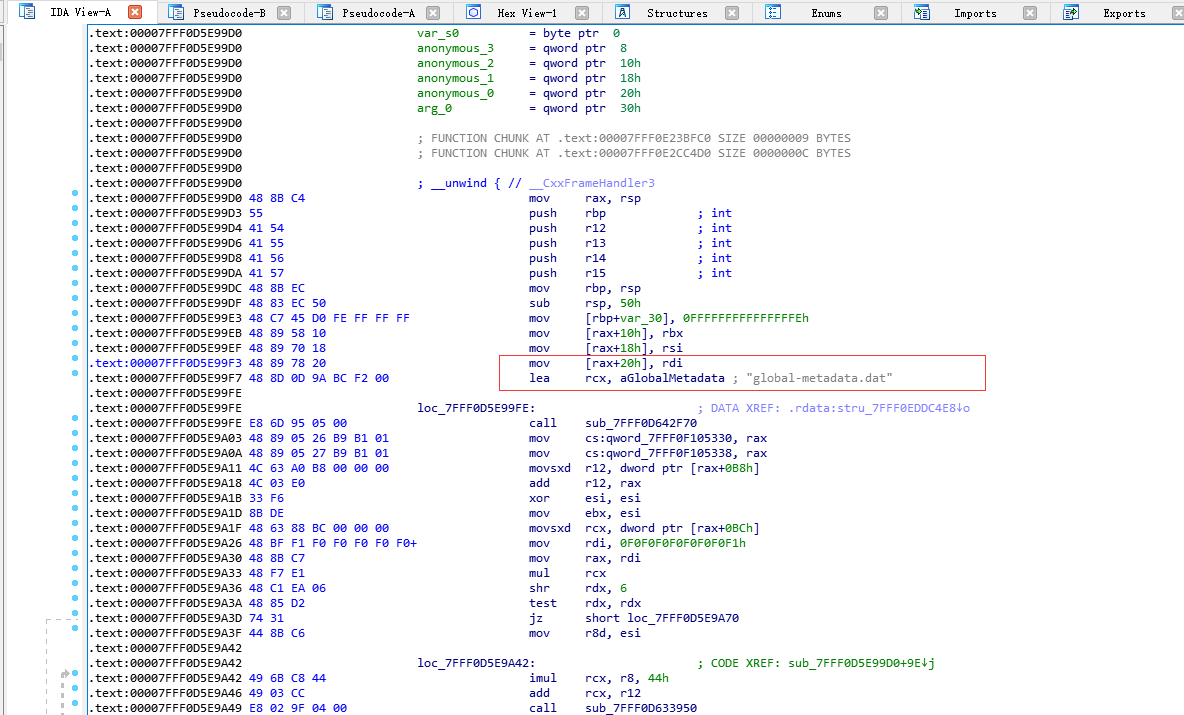 IDA View-A Pseudocode-B Pseudocode-A Hex View-1 Structures Enums Imports Exports
.text:00007FFF0D5E99D0 var_s0 = byte ptr 0
.text:00007FFF0D5E99D0 anonymous_3 = qword ptr 8
.text:00007FFF0D5E99D0 anonymous_2 = qword ptr 10h
.text:00007FFF0D5E99D0 anonymous_1 = qword ptr 18h
.text:00007FFF0D5E99D0 anonymous_0 = qword ptr 20h
.text:00007FFF0D5E99D0 arg_0 = qword ptr 30h
.text:00007FFF0D5E99D0
.text:00007FFF0D5E99D0 ; FUNCTION CHUNK AT .text:00007FFF0E23BFC0 SIZE 00000009 BYTES
.text:00007FFF0D5E99D0 ; FUNCTION CHUNK AT .text:00007FFF0E2CC4D0 SIZE 0000000C BYTES
.text:00007FFF0D5E99D0
.text:00007FFF0D5E99D0 ; __unwind { // __CxxFrameHandler3
.text:00007FFF0D5E99D0 48 8B C4 mov rax, rsp
.text:00007FFF0D5E99D3 55 push rbp ; int
.text:00007FFF0D5E99D4 41 54 push r12 ; int
.text:00007FFF0D5E99D6 41 55 push r13 ; int
.text:00007FFF0D5E99D8 41 56 push r14 ; int
.text:00007FFF0D5E99DA 41 57 push r15 ; int
.text:00007FFF0D5E99DC 48 8B EC mov rbp, rsp
.text:00007FFF0D5E99DF 48 83 EC 50 sub rsp, 50h
.text:00007FFF0D5E99E3 48 C7 45 D0 FE FF FF FF mov [rbp+var_30], 0FFFFFFFFFFFFFFFEh
.text:00007FFF0D5E99EB 48 89 58 10 mov [rax+10h], rbx
.text:00007FFF0D5E99EF 48 89 70 18 mov [rax+18h], rsi
.text:00007FFF0D5E99F3 48 89 78 20 mov [rax+20h], rdi
.text:00007FFF0D5E99F7 48 8D 0D 9A BC F2 00 lea rcx, aGlobalMetadata ; "global-metadata.dat"
.text:00007FFF0D5E99FE
.text:00007FFF0D5E99FE loc_7FFF0D5E99FE: ; DATA XREF: .rdata:stru_7FFF0EDDC4E8↓o
.text:00007FFF0D5E99FE E8 6D 95 05 00 call sub_7FFF0D642F70
.text:00007FFF0D5E9A03 48 89 05 26 B9 B1 01 mov cs:qword_7FFF0F105330, rax
.text:00007FFF0D5E9A0A 48 89 05 27 B9 B1 01 mov cs:qword_7FFF0F105338, rax
.text:00007FFF0D5E9A11 4C 63 A0 B8 00 00 00 movsxd r12, dword ptr [rax+0B8h]
.text:00007FFF0D5E9A18 4C 03 E0 add r12, rax
.text:00007FFF0D5E9A1B 33 F6 xor esi, esi
.text:00007FFF0D5E9A1D 8B DE mov ebx, esi
.text:00007FFF0D5E9A1F 48 63 88 BC 00 00 00 movsxd rcx, dword ptr [rax+0BCh]
.text:00007FFF0D5E9A26 48 BF F1 F0 F0 F0 F0 F0+ mov rdi, 0F0F0F0F0F0F0F0F1h
.text:00007FFF0D5E9A30 48 8B C7 mov rax, rdi
.text:00007FFF0D5E9A33 48 F7 E1 mul rcx
.text:00007FFF0D5E9A36 48 C1 EA 06 shr rdx, 6
.text:00007FFF0D5E9A3A 48 85 D2 test rdx, rdx
.text:00007FFF0D5E9A3D 74 31 jz short loc_7FFF0D5E9A70
.text:00007FFF0D5E9A3F 44 8B C6 mov r8d, esi
.text:00007FFF0D5E9A42
.text:00007FFF0D5E9A42 loc_7FFF0D5E9A42: ; CODE XREF: sub_7FFF0D5E99D0+9E↓j
.text:00007FFF0D5E9A42 49 6B C8 44 imul rcx, r8, 44h
.text:00007FFF0D5E9A46 49 03 CC add rcx, r12
.text:00007FFF0D5E9A49 E8 02 9F 04 00 call sub_7FFF0D633950